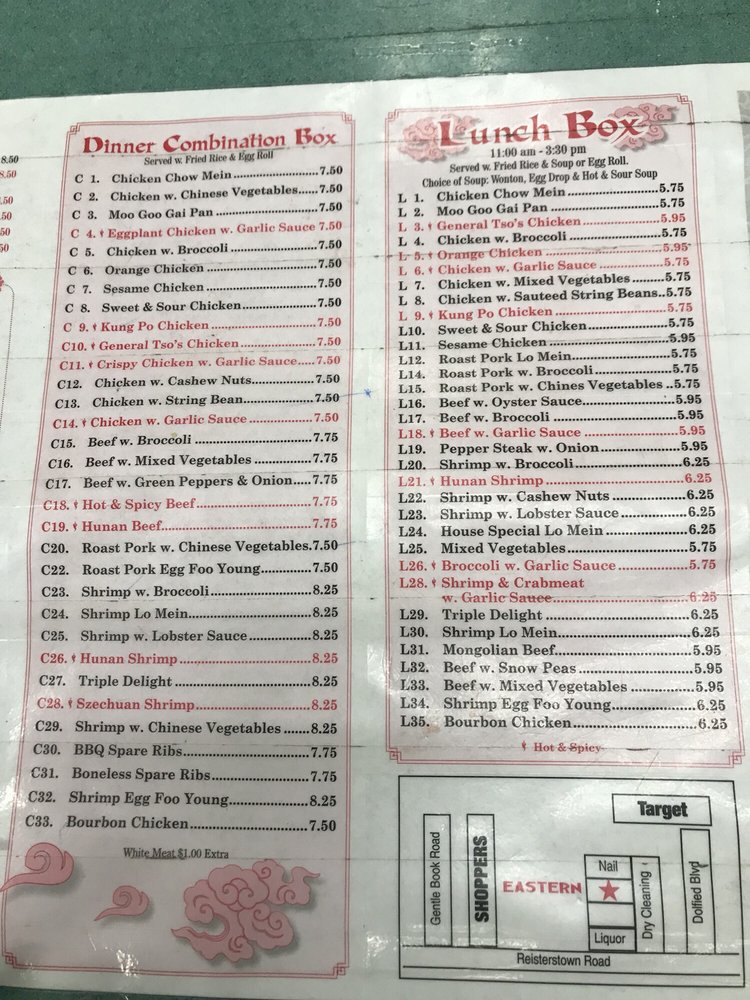 8.50
8.50
.50
.50
.50
50
Dinner Combination Box
Served w. Fried Rice & Egg Roll
C 1. Chicken Chow Mein 7.50
C 2. Chicken w. Chinese Vegetables 7.50
C 3. Moo Goo Gai Pan 7.50
C 4. Eggplant Chicken w. Garlic Sauce 7.50
C 5. Chicken w. Broccoli 7.50
C 6. Orange Chicken 7.50
C 7. Sesame Chicken 7.50
C 8. Sweet & Sour Chicken 7.50
C 9. Kung Po Chicken 7.50
C10. General Tso's Chicken 7.50
C11. Crispy Chicken w. Garlic Sauce 7.50
C12. Chicken w. Cashew Nuts 7.50
C13. Chicken w. String Bean 7.50
C14. Chicken w. Garlic Sauce 7.50
C15. Beef w. Broccoli 7.75
C16. Beef w. Mixed Vegetables 7.75
C17. Beef w. Green Peppers & Onion 7.75
C18. Hot & Spicy Beef 7.75
C19. Hunan Beef 7.75
C20. Roast Pork w. Chinese Vegetables 7.50
C22. Roast Pork Egg Foo Young 7.50
C23. Shrimp w. Broccoli 8.25
C24. Shrimp Lo Mein 8.25
C25. Shrimp w. Lobster Sauce 8.25
C26. Hunan Shrimp 8.25
C27. Triple Delight 8.25
C28. Szechuan Shrimp 8.25
C29. Shrimp w. Chinese Vegetables 8.25
C30. BBQ Spare Ribs 7.75
C31. Boneless Spare Ribs 7.75
C32. Shrimp Egg Foo Young 8.25
C33. Bourbon Chicken 7.50
White Meat $1.00 Extra
Lunch Box
11:00 am - 3:30 pm
Served w. Fried Rice & Soup or Egg Roll.
Choice of Soup: Wonton, Egg Drop & Hot & Sour Soup
L 1. Chicken Chow Mein 5.75
L 2. Moo Goo Gai Pan 5.75
L 3. General Tso's Chicken 5.95
L 4. Chicken w. Broccoli 5.75
L 5. Orange Chicken 5.95
L 6. Chicken w. Garlic Sauce 5.75
L 7. Chicken w. Mixed Vegetables 5.75
L 8. Chicken w. Sauteed String Beans 5.75
L 9. Kung Po Chicken 5.75
L10. Sweet & Sour Chicken 5.75
L11. Sesame Chicken 5.95
L12. Roast Pork Lo Mein 5.75
L14. Roast Pork w. Broccoli 5.75
L15. Roast Pork w. Chines Vegetables 5.75
L16. Beef w. Oyster Sauce 5.95
L17. Beef w. Broccoli 5.95
L18. Beef w. Garlic Sauce 5.95
L19. Pepper Steak w. Onion 5.95
L20. Shrimp w. Broccoli 6.25
L21. Hunan Shrimp 6.25
L22. Shrimp w. Cashew Nuts 6.25
L23. Shrimp w. Lobster Sauce 6.25
L24. House Special Lo Mein 6.25
L25. Mixed Vegetables 5.75
L26. Broccoli w. Garlic Sauce 5.75
L28. Shrimp & Crabmeat
w. Garlic Sauce 6.25
L29. Triple Delight 6.25
L30. Shrimp Lo Mein 6.25
L31. Mongolian Beef 5.95
L32. Beef w. Snow Peas 5.95
L33. Beef w. Mixed Vegetables 5.95
L34. Shrimp Egg Foo Young 6.25
L35. Bourbon Chicken 6.25
Hot & Spicy
Target
Gentle Book Road
SHOPPERS
EASTERN
Nail
Liquor
Dry Cleaning
Dolfied Blvd
Reisterstown Road